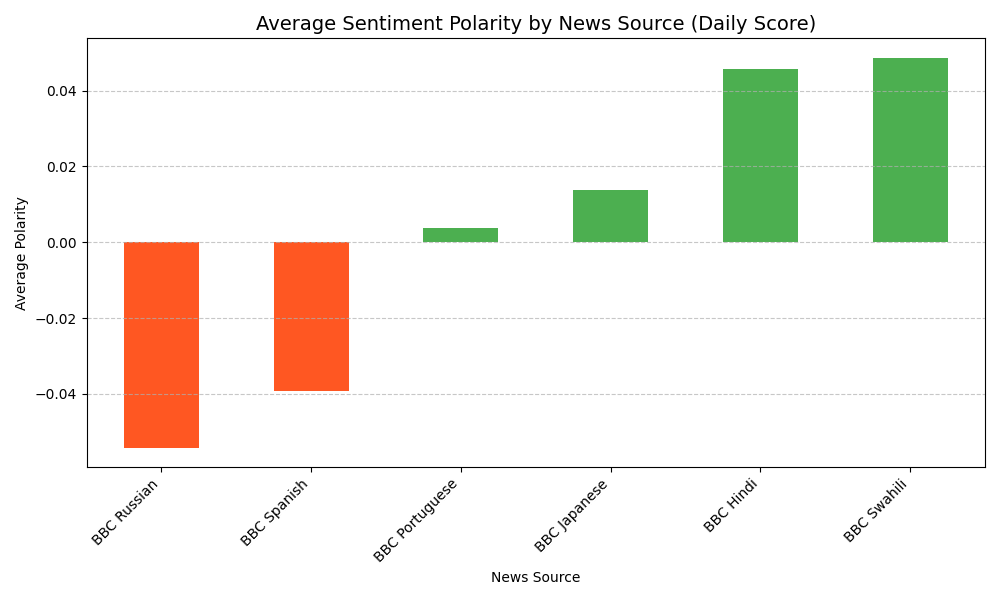 Average Sentiment Polarity by News Source (Daily Score)
Average Polarity
0.04
0.02
0.00
−0.02
−0.04
BBC Russian
BBC Spanish
BBC Portuguese
BBC Japanese
BBC Hindi
BBC Swahili
News Source